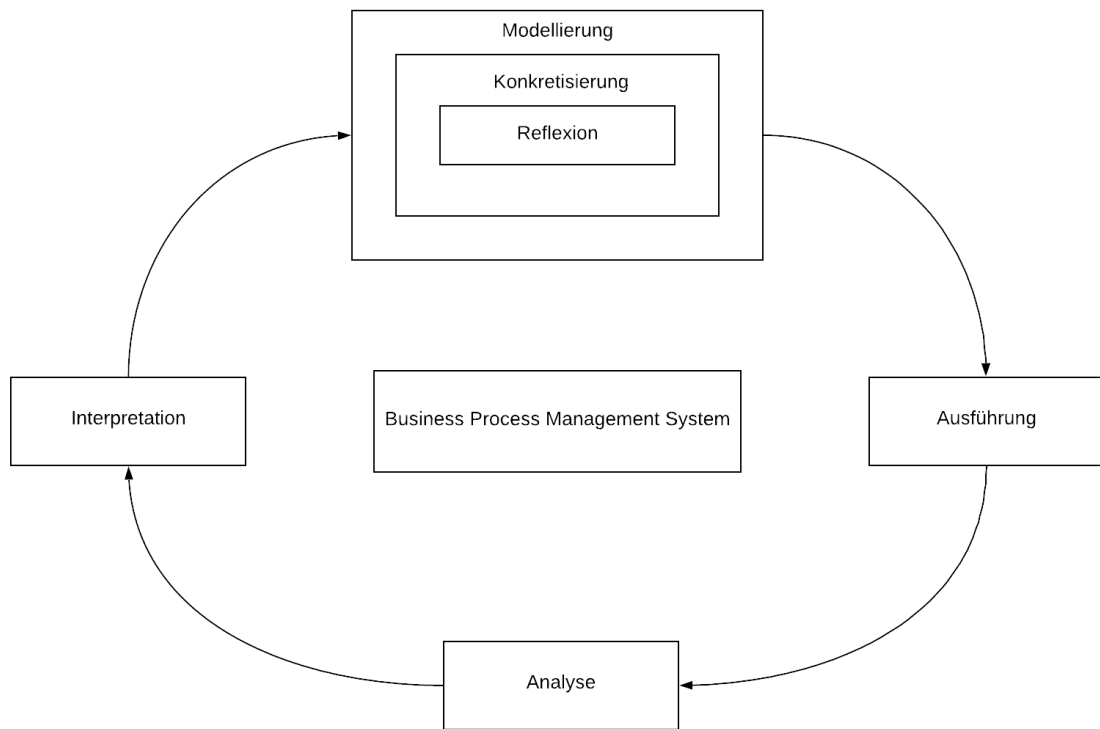 Modellierung
Konkretisierung
Reflexion
Interpretation
Business Process Management System
Ausführung
Analyse